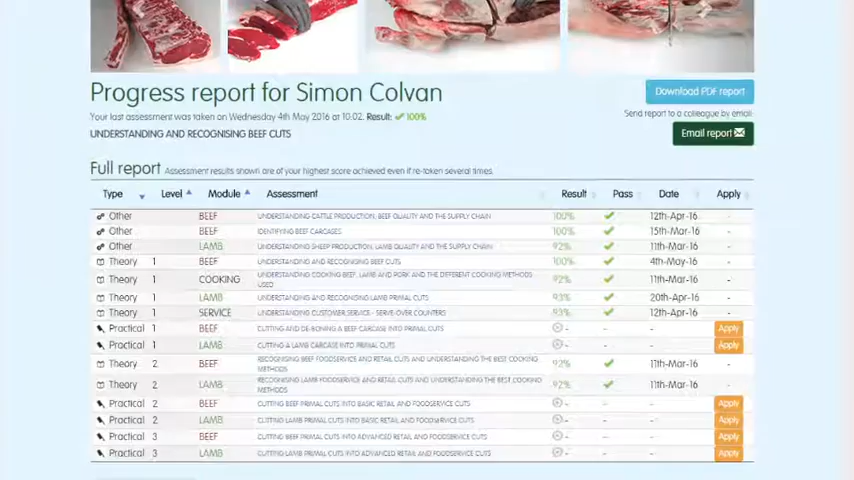 Progress report for Simon Colvan
Download PDF report
Your last assessment was taken on Wednesday 4th May 2016 at 10.02. Result: 100%
Send report to a colleague by email
UNDERSTANDING AND RECOGNISING BEEF CUTS
Email report
Full report Assessment results shown are of your highest score achieved even if re-taken several times.
Type Level Module Assessment Result Pass Date Apply
Other BEEF UNDERSTANDING CATTLE PRODUCTION, BEEF QUALITY AND THE SUPPLY CHAIN 100% 12th-Apr-16 -
Other BEEF IDENTIFYING BEEF CARCASES 100% 15th-Mar-16 -
Other LAMB UNDERSTANDING SHEEP PRODUCTION, LAMB QUALITY AND THE SUPPLY CHAIN 92% 11th-Mar-16 -
Theory 1 BEEF UNDERSTANDING AND RECOGNISING BEEF CUTS 100% 4th-May-16 -
Theory 1 COOKING UNDERSTANDING COOKING BEEF, LAMB AND PORK AND THE DIFFERENT COOKING METHODS USED 92% 11th-Mar-16 -
Theory 1 LAMB UNDERSTANDING AND RECOGNISING LAMB PRIMAL CUTS 93% 20th-Apr-16 -
Theory 1 SERVICE UNDERSTANDING CUSTOMER SERVICE - SERVE-OVER COUNTERS 93% 12th-Apr-16 -
Practical 1 BEEF CUTTING AND DE-BONING A BEEF CARCASE INTO PRIMAL CUTS - - - Apply
Practical 1 LAMB CUTTING A LAMB CARCASE INTO PRIMAL CUTS - - - Apply
Theory 2 BEEF RECOGNISING BEEF FOODSERVICE AND RETAIL CUTS AND UNDERSTANDING THE BEST COOKING METHODS 92% 11th-Mar-16 -
Theory 2 LAMB RECOGNISING LAMB FOODSERVICE AND RETAIL CUTS AND UNDERSTANDING THE BEST COOKING METHODS 92% 11th-Mar-16 -
Practical 2 BEEF CUTTING BEEF PRIMAL CUTS INTO BASIC RETAIL AND FOODSERVICE CUTS - - - Apply
Practical 2 LAMB CUTTING LAMB PRIMAL CUTS INTO BASIC RETAIL AND FOODSERVICE CUTS - - - Apply
Practical 3 BEEF CUTTING BEEF PRIMAL CUTS INTO ADVANCED RETAIL AND FOODSERVICE CUTS - - - Apply
Practical 3 LAMB CUTTING LAMB PRIMAL CUTS INTO ADVANCED RETAIL AND FOODSERVICE CUTS - - - Apply